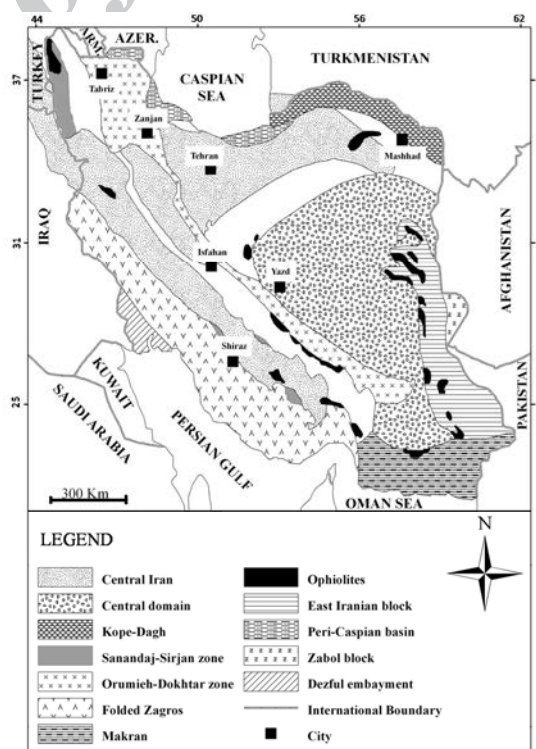 44 50 56 62
ARM.
AZER.
TURKMENISTAN
37
TURKEY
CASPIAN
SEA
Tabriz
Zanjan
Tehran
Mashhad
31
IRAQ
AFGHANISTAN
Isfahan
Yazd
Shiraz
25
KUWAIT
SAUDI ARABIA
PERSIAN GULF
PAKISTAN
300 Km
OMAN SEA
LEGEND
N
Central Iran
Central domain
Kope-Dagh
Sanandaj-Sirjan zone
Orumieh-Dokhtar zone
Folded Zagros
Makran
Ophiolites
East Iranian block
Peri-Caspian basin
Zabol block
Dezful embayment
International Boundary
City